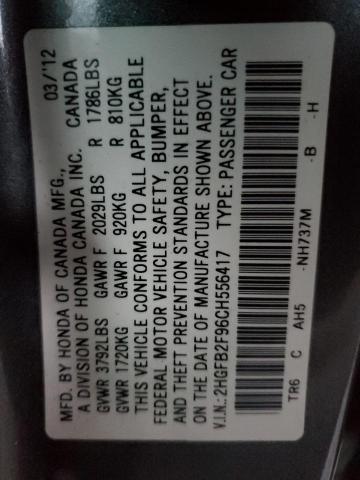 MFD. BY HONDA OF CANADA MFG., 03/'12
A DIVISION OF HONDA CANADA INC. CANADA
GVWR 3792LBS GAWR F 2029LBS R 1786LBS
GVWR 1720KG GAWR F 920KG R 810KG
THIS VEHICLE CONFORMS TO ALL APPLICABLE
FEDERAL MOTOR VEHICLE SAFETY, BUMPER,
AND THEFT PREVENTION STANDARDS IN EFFECT
ON THE DATE OF MANUFACTURE SHOWN ABOVE.
V.I.N.: 2HGFB2F96CH556417 TYPE: PASSENGER CAR
TR6 C AH5 -NH737M -B -H